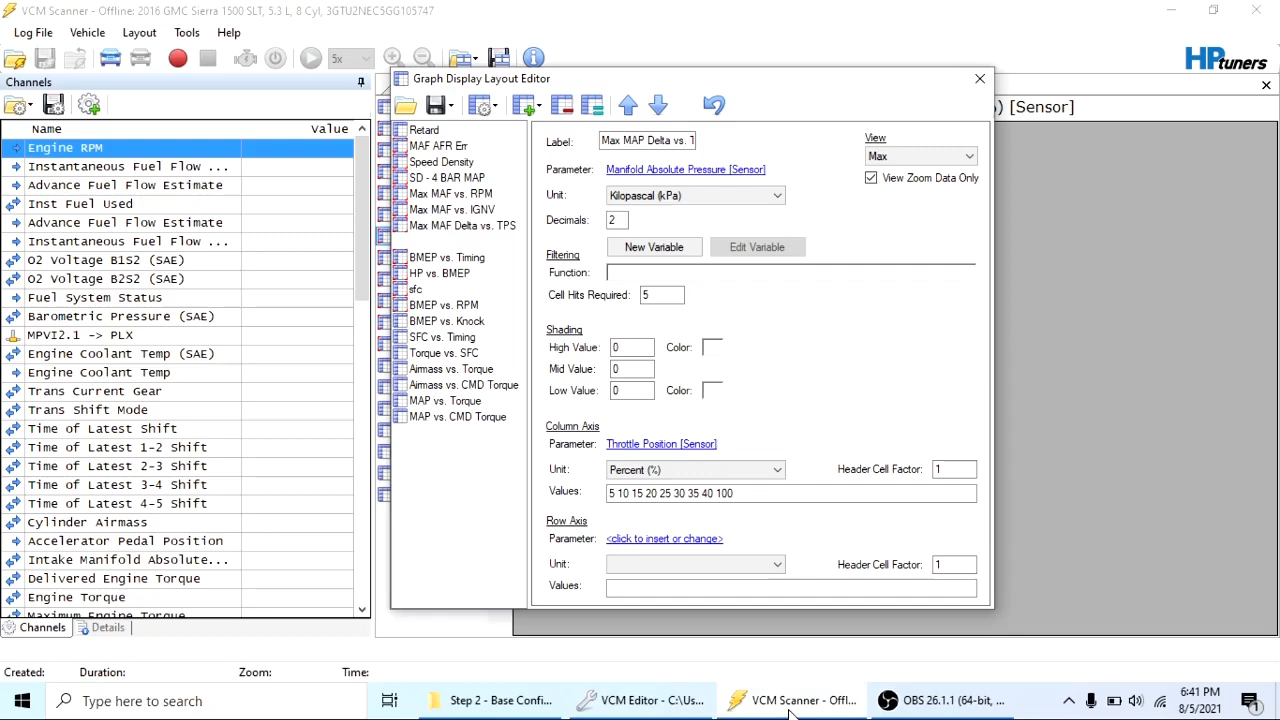 VCM Scanner - Offline: 2016 GMC Sierra 1500 SLT, 5.3 L, 8-Cyl, 3GTU2NEC5GG105747
Log File Vehicle Layout Tools Help
5x
HPtuners
Channels
Name Value
Engine RPM
Instantaneous Fuel Flow ...
Advance Fuel Flow Estimate
Inst Fuel Used
Advance Fuel Flow Estimate
Instantaneous Fuel Flow ...
O2 Voltage B1S2 (SAE)
O2 Voltage B2S2 (SAE)
Fuel System Status
Barometric Pressure (SAE)
MPVI2.1 ->
Engine Coolant Temp (SAE)
Engine Coolant Temp
Trans Current Gear
Trans Shift Mode
Time of Latest Shift
Time of Latest 1-2 Shift
Time of Latest 2-3 Shift
Time of Latest 3-4 Shift
Time of Latest 4-5 Shift
Cylinder Airmass
Accelerator Pedal Position
Intake Manifold Absolute...
Delivered Engine Torque
Engine Torque
Maximum Engine Torque
Channels Details
Graph Display Layout Editor
) [Sensor]
Retard
MAF AFR Err
Speed Density
SD - 4 BAR MAP
Max MAF vs. RPM
Max MAF vs. IGNV
Max MAF Delta vs. TPS
BMEP vs. Timing
HP vs. BMEP
sfc
BMEP vs. RPM
BMEP vs. Knock
SFC vs. Timing
Torque vs. SFC
Airmass vs. Torque
Airmass vs. CMD Torque
MAP vs. Torque
MAP vs. CMD Torque
Label: Max MAP Delta vs. T
View
Max
View Zoom Data Only
Parameter: Manifold Absolute Pressure [Sensor]
Unit: Kilopascal (kPa)
Decimals: 2
New Variable Edit Variable
Filtering
Function:
Cell Hits Required: 5
Shading
High Value: 0 Color:
Mid Value: 0
Low Value: 0 Color:
Column Axis
Parameter: Throttle Position [Sensor]
Unit: Percent (%) Header Cell Factor: 1
Values: 5 10 15 20 25 30 35 40 100
Row Axis
Parameter: <click to insert or change>
Unit: Header Cell Factor: 1
Values:
Created: Duration: Zoom: Time:
Type here to search
Step 2 - Base Confi...
VCM Editor - C:\Us...
VCM Scanner - Offl...
OBS 26.1.1 (64-bit, ...
6:41 PM
8/5/2021
1